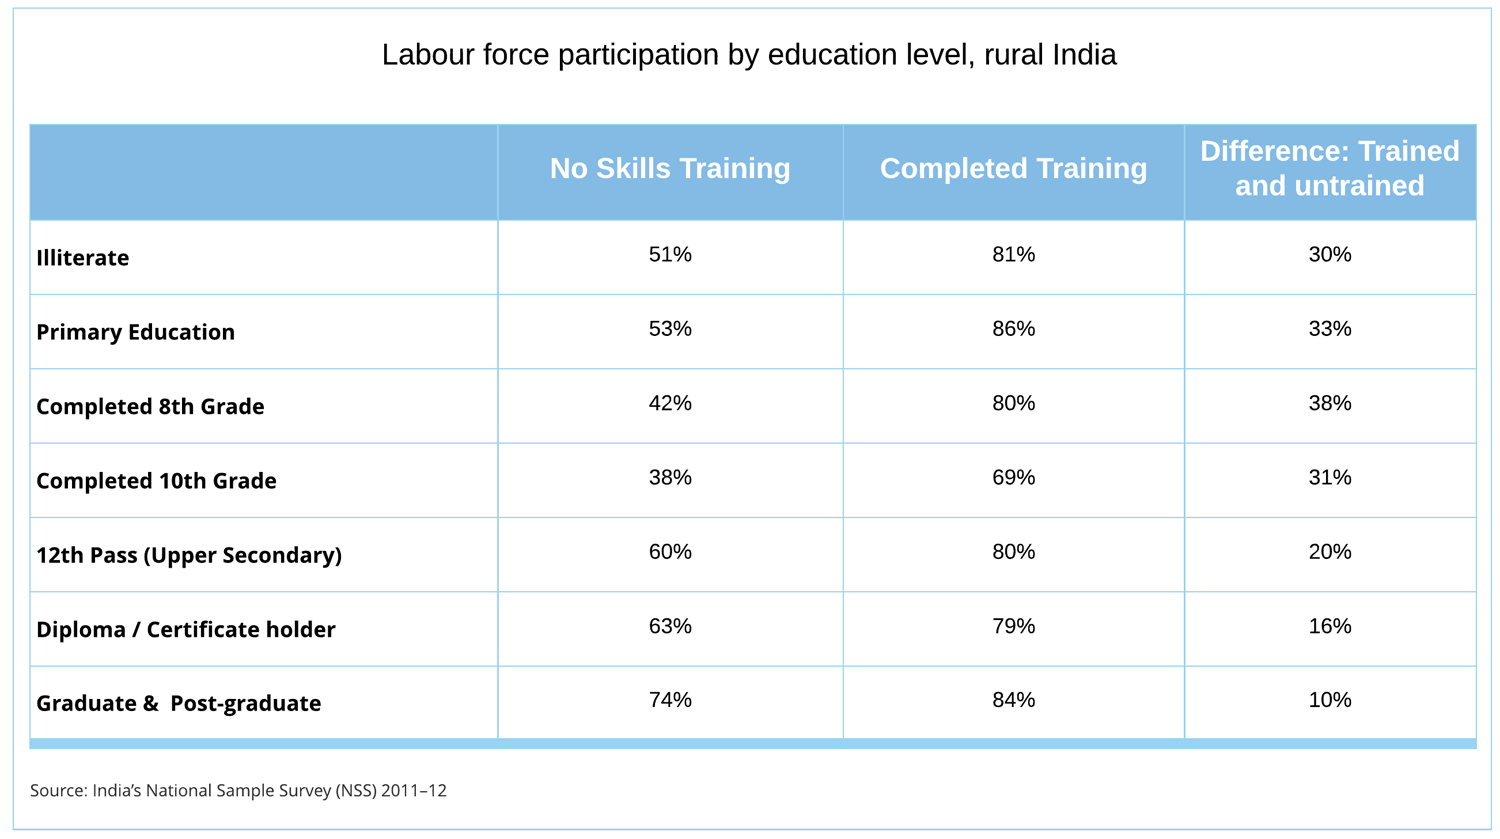 Labour force participation by education level, rural India
No Skills Training Completed Training Difference: Trained
and untrained
Illiterate 51% 81% 30%
Primary Education 53% 86% 33%
Completed 8th Grade 42% 80% 38%
Completed 10th Grade 38% 69% 31%
12th Pass (Upper Secondary) 60% 80% 20%
Diploma / Certificate holder 63% 79% 16%
Graduate &  Post-graduate 74% 84% 10%
Source: India’s National Sample Survey (NSS) 2011–12